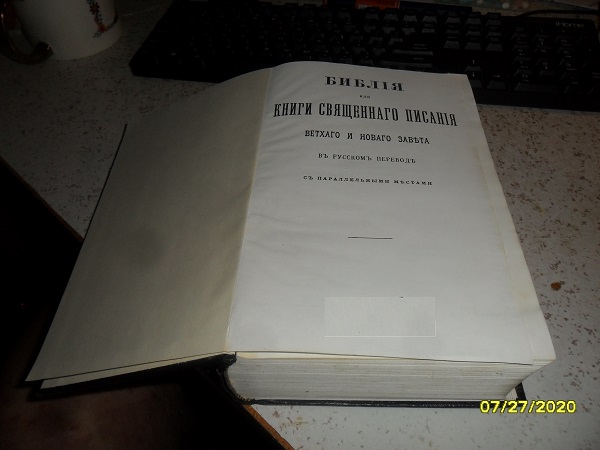 БИБЛІЯ
или
КНИГИ СВЯЩЕННАГО ПИСАНІЯ
ВЕТХАГО И НОВАГО ЗАВѢТА
ВЪ РУССКОМЪ ПЕРЕВОДѢ
СЪ ПАРАЛЛЕЛЬНЫМИ МѢСТАМИ
07/27/2020